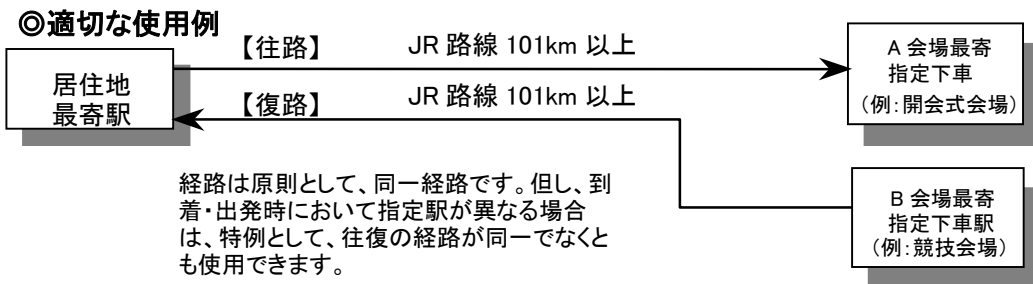 ◎適切な使用例
【往路】 JR 路線 101km 以上
居住地
最寄駅
A 会場最寄
指定下車
（例：開会式会場）
【復路】 JR 路線 101km 以上
経路は原則として、同一経路です。但し、到
着・出発時において指定駅が異なる場合
は、特例として、往復の経路が同一でなくと
も使用できます。
B 会場最寄
指定下車駅
（例：競技会場）